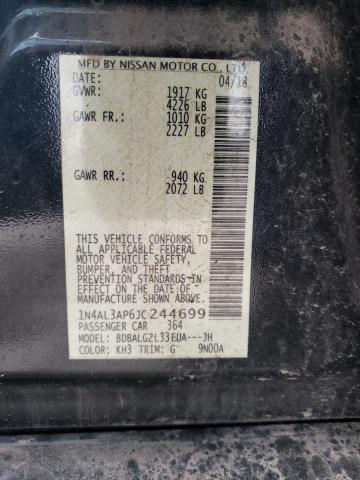 MFD BY NISSAN MOTOR CO., LTD.
DATE: 04/18
GVWR: 1917 KG
4226 LB
GAWR FR.: 1010 KG
2227 LB
GAWR RR.: 940 KG
2072 LB
THIS VEHICLE CONFORMS TO
ALL APPLICABLE FEDERAL
MOTOR VEHICLE SAFETY,
BUMPER, AND THEFT
PREVENTION STANDARDS IN
EFFECT ON THE DATE OF
MANUFACTURE SHOWN ABOVE.
1N4AL3AP6JC244699
PASSENGER CAR 364
MODEL: BDBALGZL33EUA---JH
COLOR: KH3 TRIM: G 9N00A